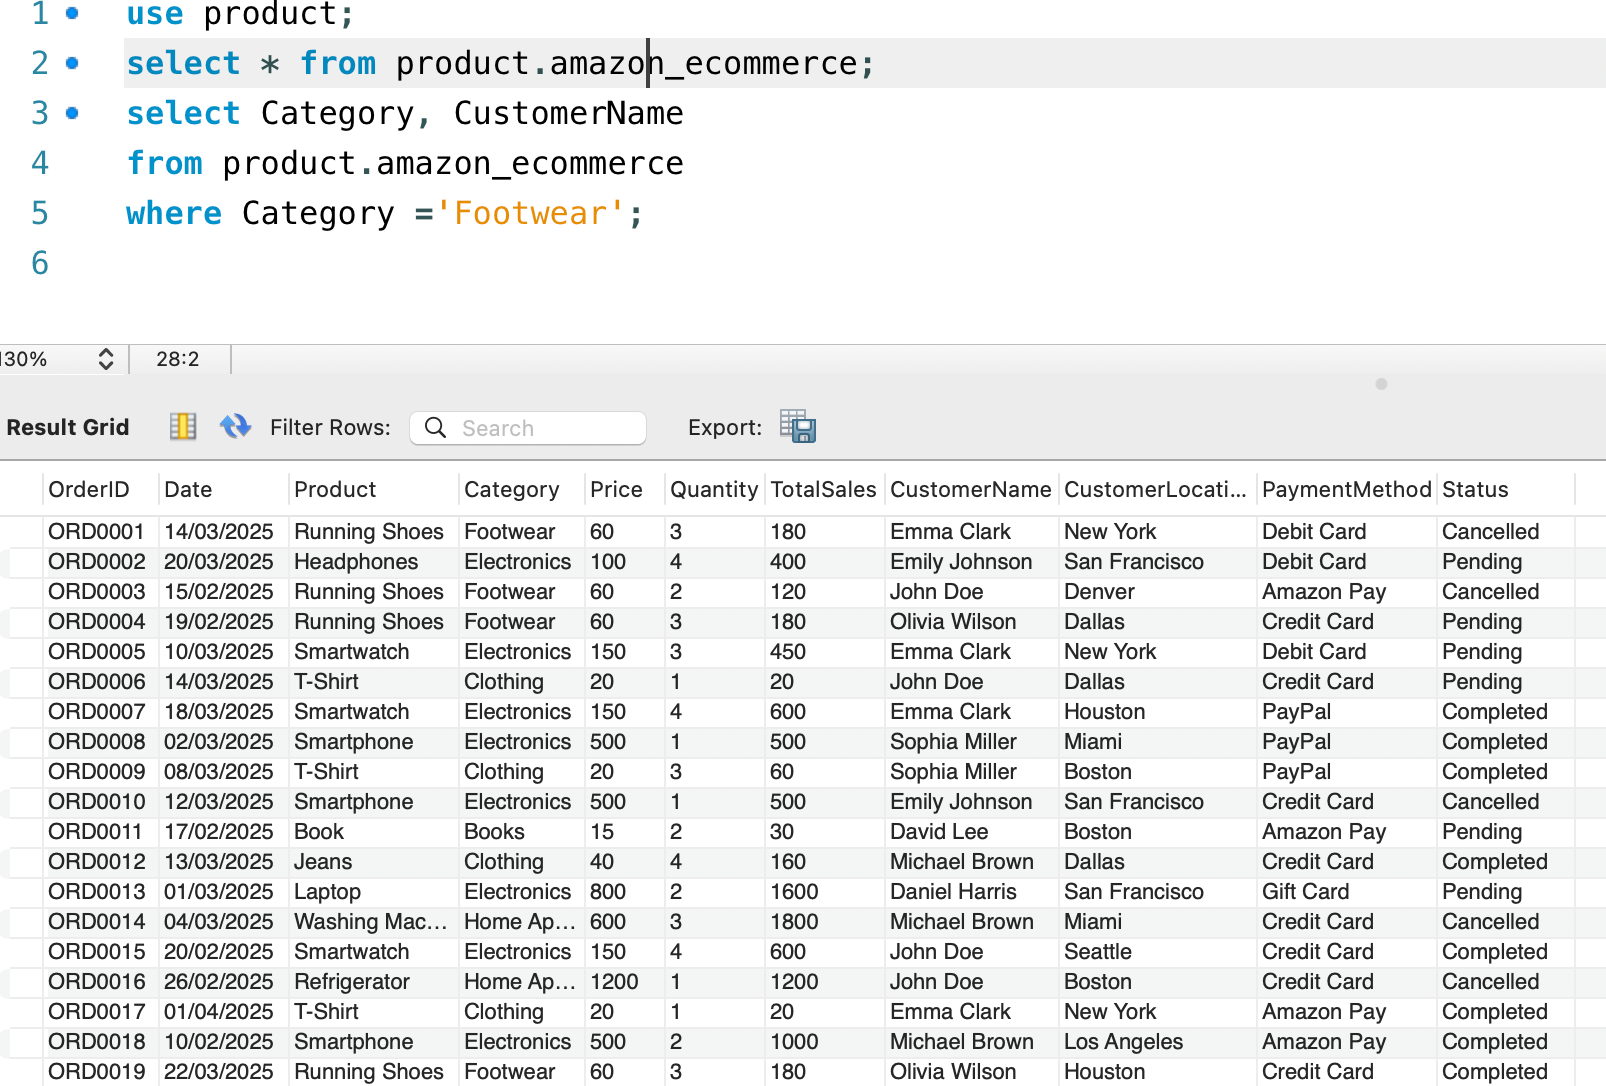 1 use product;
2 select * from product.amazon_ecommerce;
3 select Category, CustomerName
4 from product.amazon_ecommerce
5 where Category ='Footwear';
6
130% 28:2
Result Grid Filter Rows: Search Export:
OrderID Date Product Category Price Quantity TotalSales CustomerName CustomerLocati... PaymentMethod Status
ORD0001 14/03/2025 Running Shoes Footwear 60 3 180 Emma Clark New York Debit Card Cancelled
ORD0002 20/03/2025 Headphones Electronics 100 4 400 Emily Johnson San Francisco Debit Card Pending
ORD0003 15/02/2025 Running Shoes Footwear 60 2 120 John Doe Denver Amazon Pay Cancelled
ORD0004 19/02/2025 Running Shoes Footwear 60 3 180 Olivia Wilson Dallas Credit Card Pending
ORD0005 10/03/2025 Smartwatch Electronics 150 3 450 Emma Clark New York Debit Card Pending
ORD0006 14/03/2025 T-Shirt Clothing 20 1 20 John Doe Dallas Credit Card Pending
ORD0007 18/03/2025 Smartwatch Electronics 150 4 600 Emma Clark Houston PayPal Completed
ORD0008 02/03/2025 Smartphone Electronics 500 1 500 Sophia Miller Miami PayPal Completed
ORD0009 08/03/2025 T-Shirt Clothing 20 3 60 Sophia Miller Boston PayPal Completed
ORD0010 12/03/2025 Smartphone Electronics 500 1 500 Emily Johnson San Francisco Credit Card Cancelled
ORD0011 17/02/2025 Book Books 15 2 30 David Lee Boston Amazon Pay Pending
ORD0012 13/03/2025 Jeans Clothing 40 4 160 Michael Brown Dallas Credit Card Completed
ORD0013 01/03/2025 Laptop Electronics 800 2 1600 Daniel Harris San Francisco Gift Card Pending
ORD0014 04/03/2025 Washing Mac... Home Ap... 600 3 1800 Michael Brown Miami Credit Card Cancelled
ORD0015 20/02/2025 Smartwatch Electronics 150 4 600 John Doe Seattle Credit Card Completed
ORD0016 26/02/2025 Refrigerator Home Ap... 1200 1 1200 John Doe Boston Credit Card Cancelled
ORD0017 01/04/2025 T-Shirt Clothing 20 1 20 Emma Clark New York Amazon Pay Completed
ORD0018 10/02/2025 Smartphone Electronics 500 2 1000 Michael Brown Los Angeles Amazon Pay Completed
ORD0019 22/03/2025 Running Shoes Footwear 60 3 180 Olivia Wilson Houston Credit Card Completed